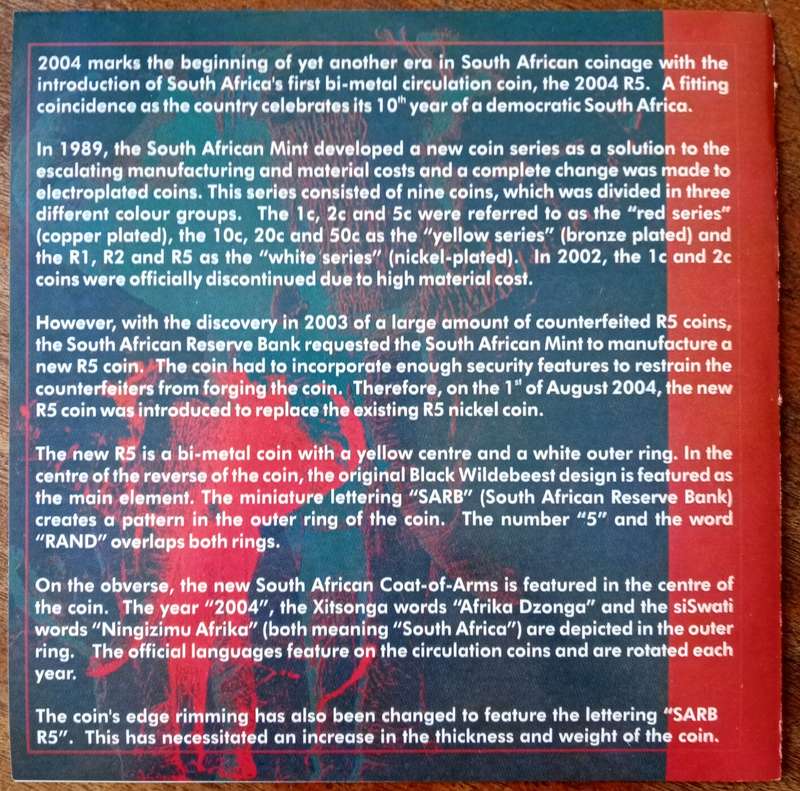 2004 marks the beginning of yet another era in South African coinage with the
introduction of South Africa's first bi-metal circulation coin, the 2004 R5. A fitting
coincidence as the country celebrates its 10th year of a democratic South Africa.
In 1989, the South African Mint developed a new coin series as a solution to the
escalating manufacturing and material costs and a complete change was made to
electroplated coins. This series consisted of nine coins, which was divided in three
different colour groups. The 1c, 2c and 5c were referred to as the “red series”
(copper plated), the 10c, 20c and 50c as the “yellow series” (bronze plated) and
the R1, R2 and R5 as the “white series” (nickel-plated). In 2002, the 1c and 2c
coins were officially discontinued due to high material cost.
However, with the discovery in 2003 of a large amount of counterfeited R5 coins,
the South African Reserve Bank requested the South African Mint to manufacture a
new R5 coin. The coin had to incorporate enough security features to restrain the
counterfeiters from forging the coin. Therefore, on the 1st of August 2004, the new
R5 coin was introduced to replace the existing R5 nickel coin.
The new R5 is a bi-metal coin with a yellow centre and a white outer ring. In the
centre of the reverse of the coin, the original Black Wildebeest design is featured as
the main element. The miniature lettering “SARB” (South African Reserve Bank)
creates a pattern in the outer ring of the coin. The number “5” and the word
“RAND” overlaps both rings.
On the obverse, the new South African Coat-of-Arms is featured in the centre of
the coin. The year “2004”, the Xitsonga words “Afrika Dzonga” and the siSwati
words “Ningizimu Afrika” (both meaning “South Africa”) are depicted in the outer
ring. The official languages feature on the circulation coins and are rotated each
year.
The coin's edge rimming has also been changed to feature the lettering “SARB
R5”. This has necessitated an increase in the thickness and weight of the coin.